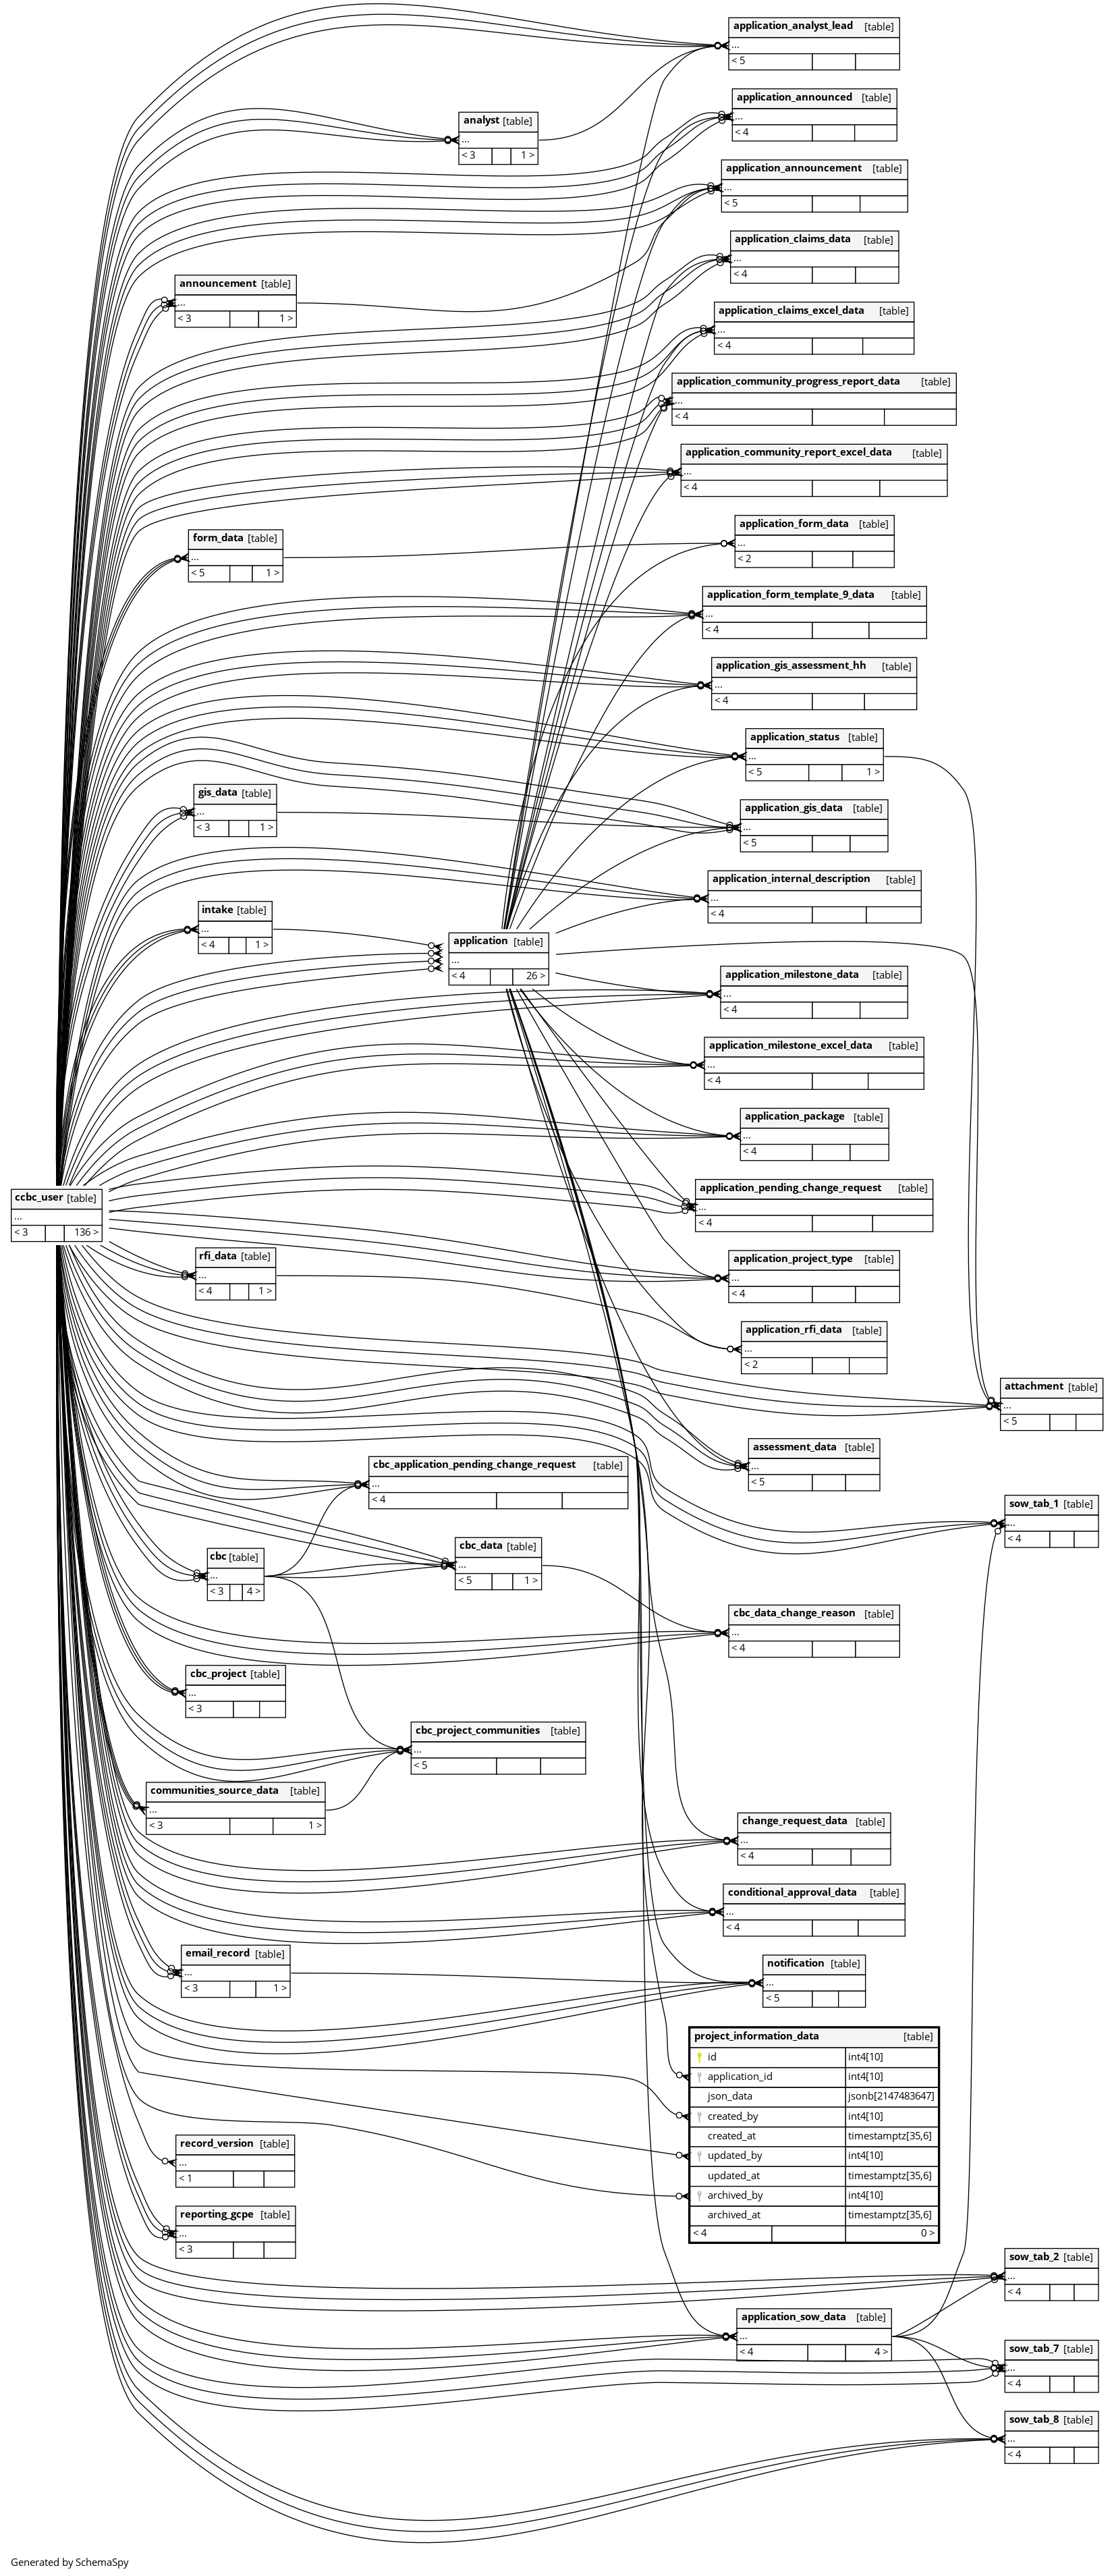 application_analyst_lead [table]
...
< 5
application_announced [table]
...
< 4
analyst [table]
...
< 3 1 >
application_announcement [table]
...
< 5
application_claims_data [table]
...
< 4
announcement [table]
...
< 3 1 >
application_claims_excel_data [table]
...
< 4
application_community_progress_report_data [table]
...
< 4
application_community_report_excel_data [table]
...
< 4
application_form_data [table]
...
< 2
form_data [table]
...
< 5 1 >
application_form_template_9_data [table]
...
< 4
application_gis_assessment_hh [table]
...
< 4
application_status [table]
...
< 5 1 >
gis_data [table]
...
< 3 1 >
application_gis_data [table]
...
< 5
application_internal_description [table]
...
< 4
intake [table]
...
< 4 1 >
application [table]
...
< 4 26 >
application_milestone_data [table]
...
< 4
application_milestone_excel_data [table]
...
< 4
application_package [table]
...
< 4
application_pending_change_request [table]
...
< 4
ccbc_user [table]
...
< 3 136 >
rfi_data [table]
...
< 4 1 >
application_project_type [table]
...
< 4
application_rfi_data [table]
...
< 2
attachment [table]
...
< 5
assessment_data [table]
...
< 5
cbc_application_pending_change_request [table]
...
< 4
sow_tab_1 [table]
...
< 4
cbc_data [table]
...
< 5 1 >
cbc [table]
...
< 3 4 >
cbc_data_change_reason [table]
...
< 4
cbc_project [table]
...
< 3
cbc_project_communities [table]
...
< 5
communities_source_data [table]
...
< 3 1 >
change_request_data [table]
...
< 4
conditional_approval_data [table]
...
< 4
email_record [table]
...
< 3 1 >
notification [table]
...
< 5
project_information_data [table]
id int4[10]
application_id int4[10]
json_data jsonb[2147483647]
created_by int4[10]
created_at timestamptz[35,6]
updated_by int4[10]
updated_at timestamptz[35,6]
archived_by int4[10]
archived_at timestamptz[35,6]
< 4 0 >
record_version [table]
...
< 1
reporting_gcpe [table]
...
< 3
sow_tab_2 [table]
...
< 4
application_sow_data [table]
...
< 4 4 >
sow_tab_7 [table]
...
< 4
sow_tab_8 [table]
...
< 4
Generated by SchemaSpy